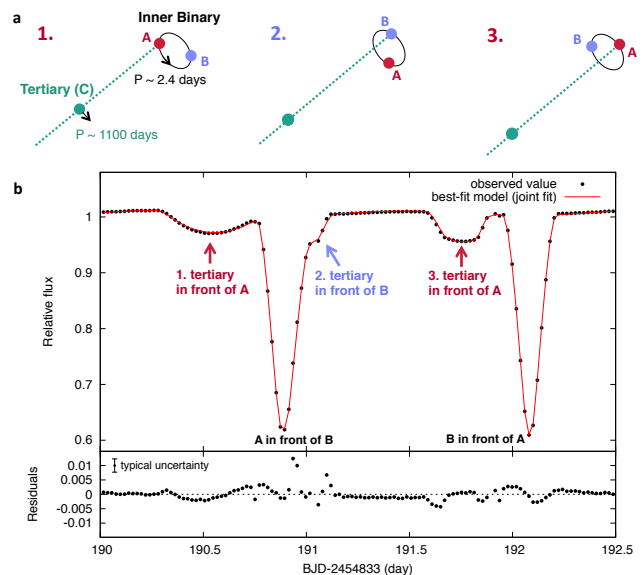 a
1.
Inner Binary
A
B
P ~ 2.4 days
Tertiary (C)
P ~ 1100 days
2.
B
A
3.
B
A
b
observed value
best-fit model (joint fit)
1
0.9
0.8
0.7
0.6
Relative flux
1. tertiary
in front of A
2. tertiary
in front of B
3. tertiary
in front of A
A in front of B
B in front of A
typical uncertainty
0.01
0.005
0
-0.005
-0.01
Residuals
190
190.5
191
191.5
192
192.5
BJD-2454833 (day)